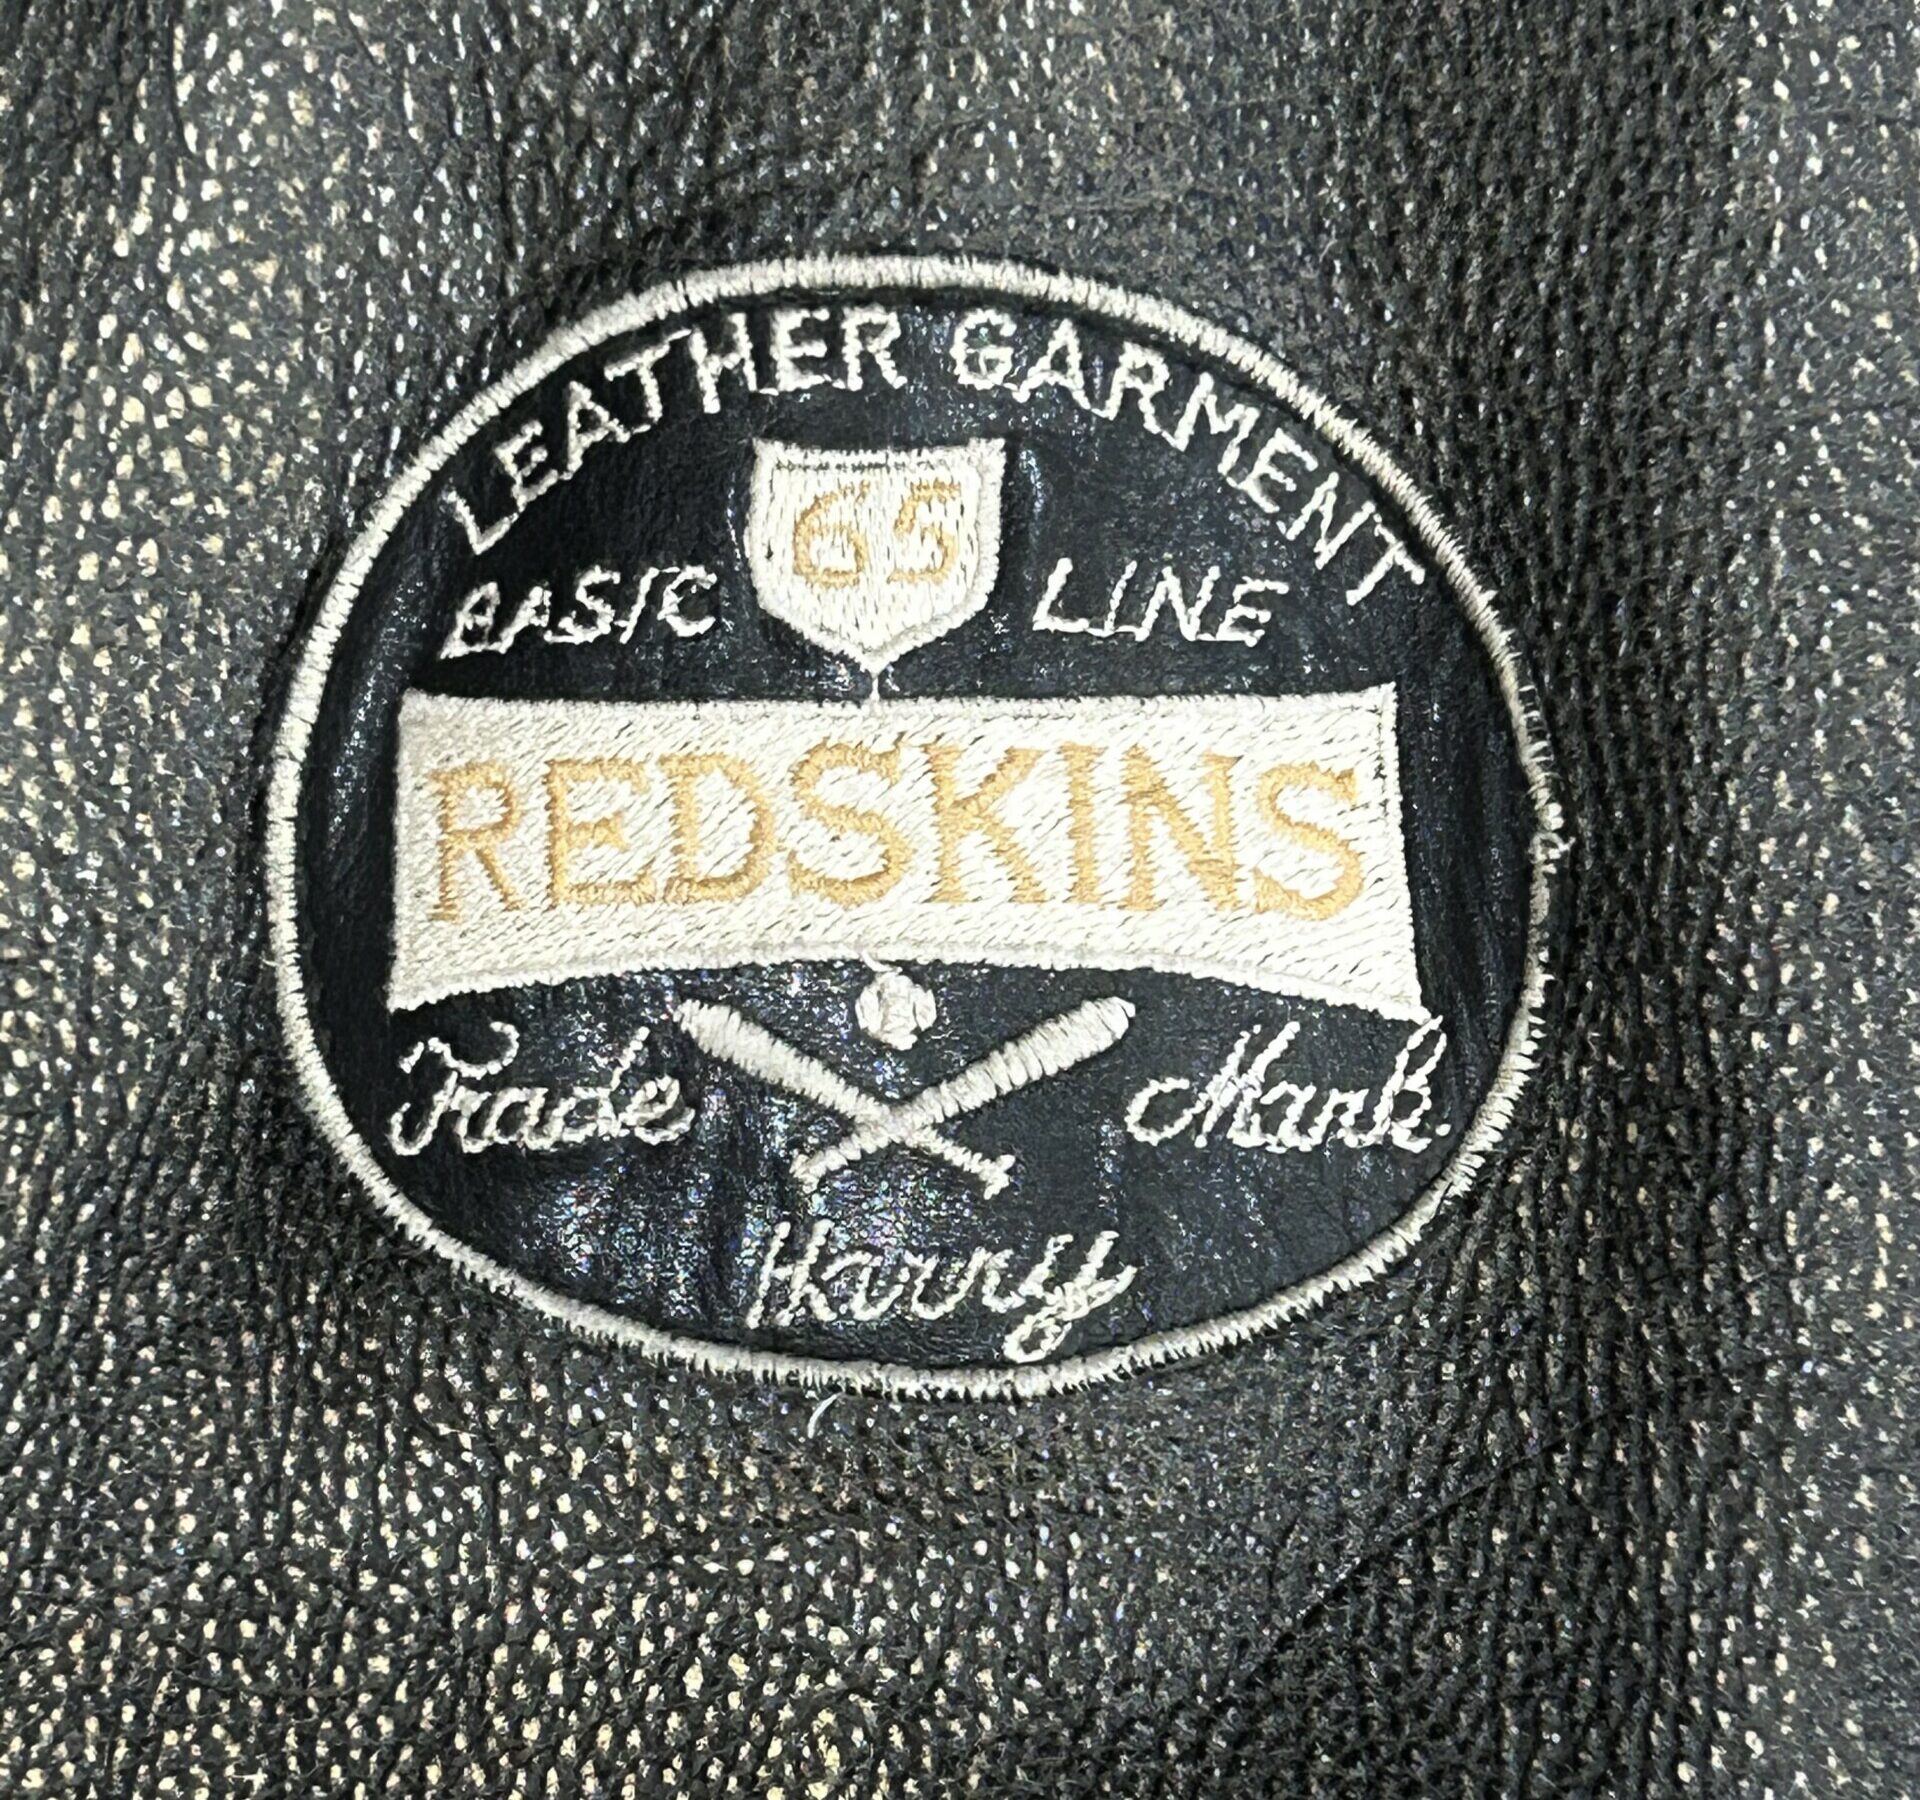 LEATHER GARMENT
65
BASIC LINE
REDSKINS
Trade Mark
Harry